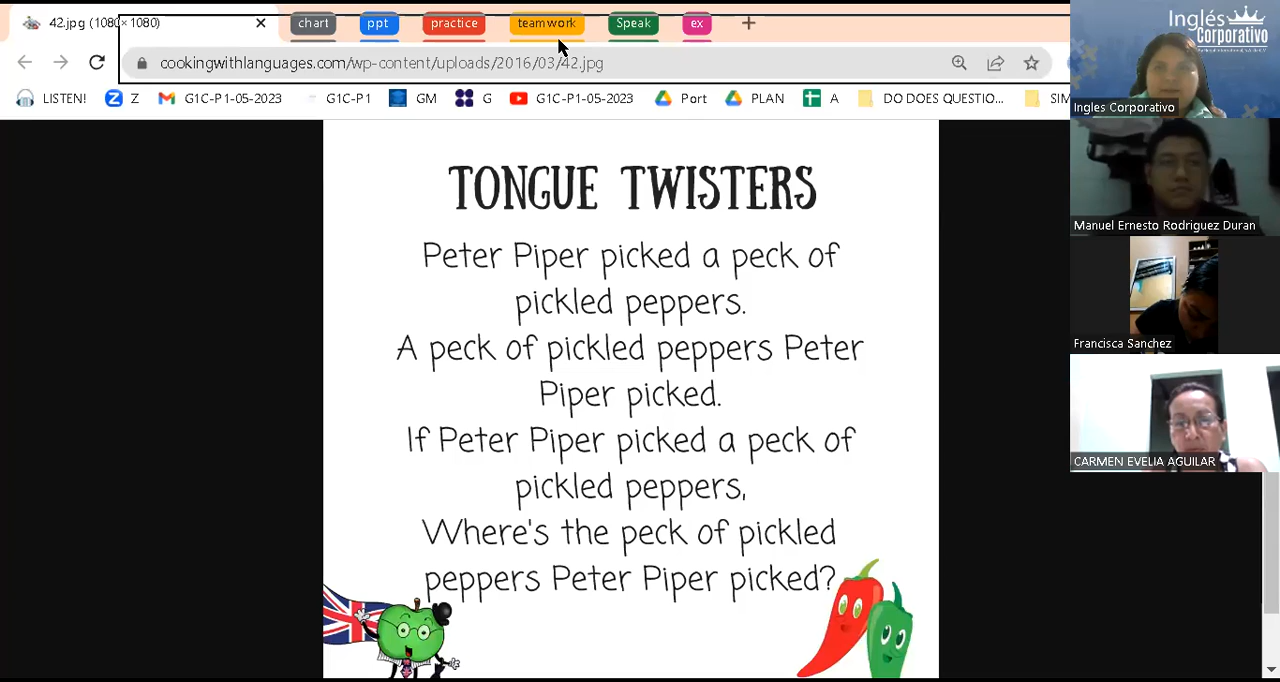 42.jpg (1080×1080)
chart
ppt
practice
teamwork
Speak
ex
cookingwithlanguages.com/wp-content/uploads/2016/03/42.jpg
LISTEN!
Z
G1C-P1-05-2023
G1C-P1
GM
G
G1C-P1-05-2023
Port
PLAN
A
DO DOES QUESTIO...
SIM
TONGUE TWISTERS
Peter Piper picked a peck of
pickled peppers.
A peck of pickled peppers Peter
Piper picked.
If Peter Piper picked a peck of
pickled peppers,
Where's the peck of pickled
peppers Peter Piper picked?
Inglés
Corporativo
Ingles Corporativo
Manuel Ernesto Rodriguez Duran
Francisca Sanchez
CARMEN EVELIA AGUILAR